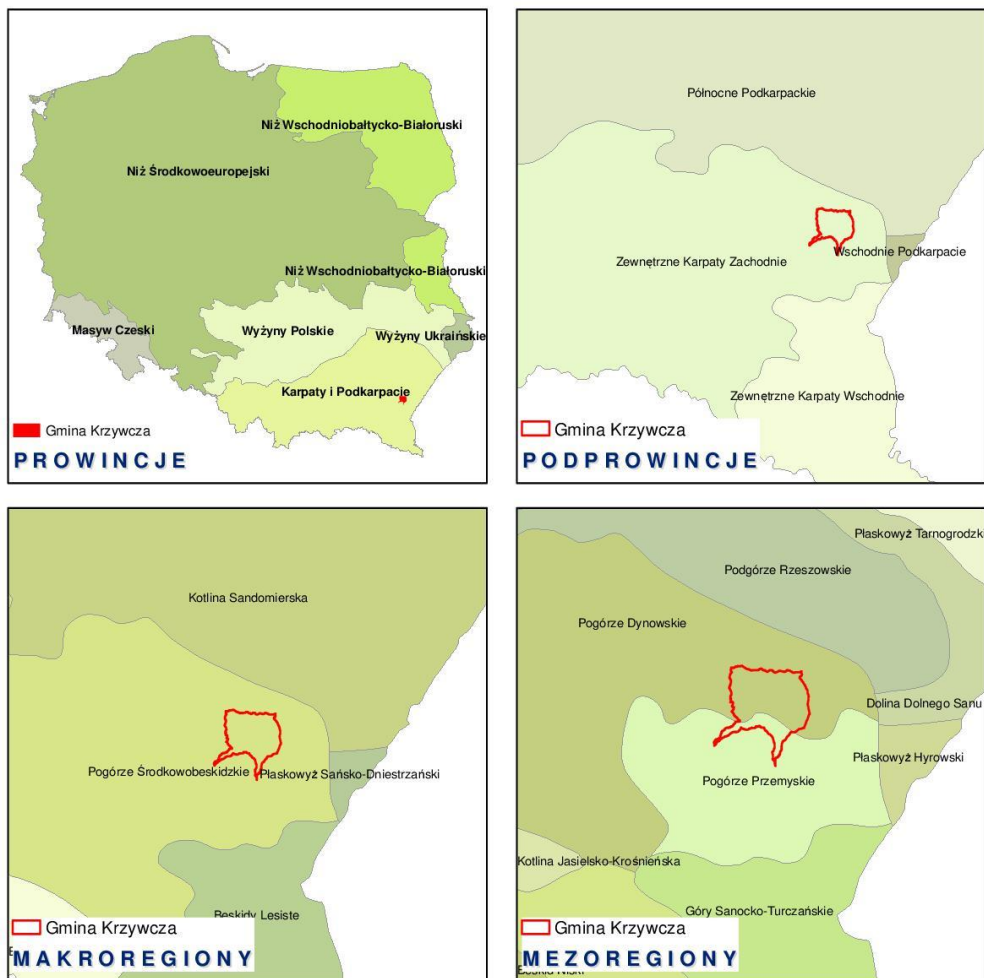 Niż Wschodniobałtycko-Białoruski
Niż Środkowoeuropejski
Niż Wschodniobałtycko-Białoruski
Masyw Czeski
Wyżyny Polskie
Wyżyny Ukraińskie
Karpaty i Podkarpacie
Gmina Krzywcza
PROWINCJE
Północne Podkarpackie
Wschodnie Podkarpacie
Zewnętrzne Karpaty Zachodnie
Zewnętrzne Karpaty Wschodnie
Gmina Krzywcza
PODPROWINCJE
Kotlina Sandomierska
Pogórze Środkowobeskidzkie
Płaskowyż Sańsko-Dniestrzański
Beskidy Lesiste
Gmina Krzywcza
MAKROREGIONY
Płaskowyż Tarnogrodzki
Podgórze Rzeszowskie
Pogórze Dynowskie
Dolina Dolnego Sanu
Płaskowyż Hyrowski
Pogórze Przemyskie
Kotlina Jasielsko-Krośnieńska
Góry Sanocko-Turczańskie
Gmina Krzywcza
MEZOREGIONY